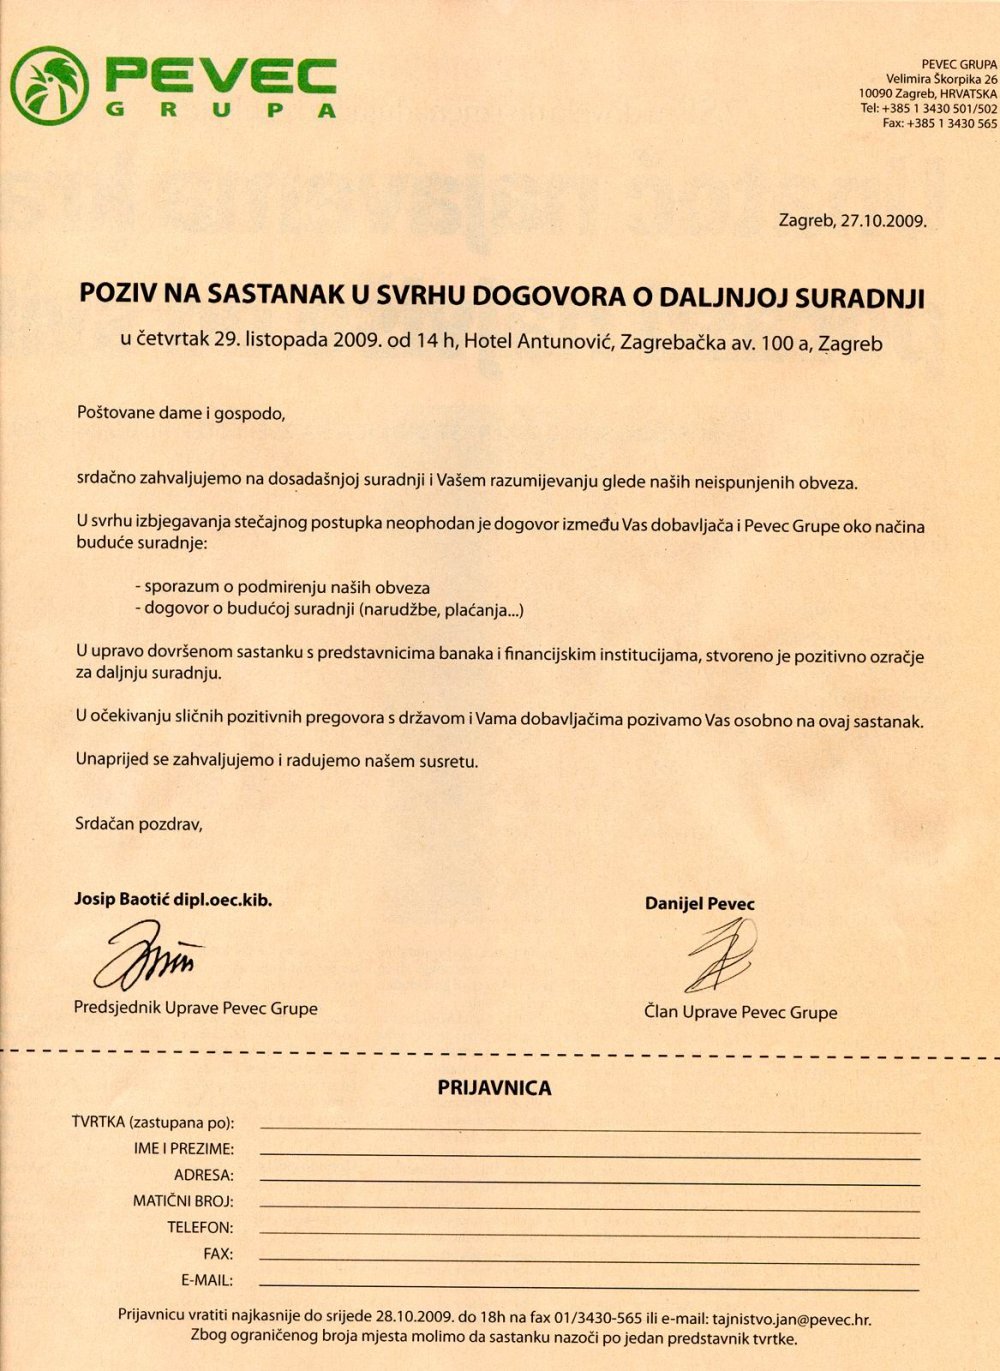 PEVEC
GRUPA
PEVEC GRUPA
Velimira Škorpika 26
10090 Zagreb, HRVATSKA
Tel: +385 1 3430 501/502
Fax: +385 1 3430 565
Zagreb, 27.10.2009.
POZIV NA SASTANAK U SVRHU DOGOVORA O DALJNJOJ SURADNJI
u četvrtak 29. listopada 2009. od 14 h, Hotel Antunović, Zagrebačka av. 100 a, Zagreb
Poštovane dame i gospodo,
srdačno zahvaljujemo na dosadašnjoj suradnji i Vašem razumijevanju glede naših neispunjenih obveza.
U svrhu izbjegavanja stečajnog postupka neophodan je dogovor između Vas dobavljača i Pevec Grupe oko načina
buduće suradnje:
- sporazum o podmirenju naših obveza
- dogovor o budućoj suradnji (narudžbe, plaćanja...)
U upravo dovršenom sastanku s predstavnicima banaka i financijskim institucijama, stvoreno je pozitivno ozračje
za daljnju suradnju.
U očekivanju sličnih pozitivnih pregovora s državom i Vama dobavljačima pozivamo Vas osobno na ovaj sastanak.
Unaprijed se zahvaljujemo i radujemo našem susretu.
Srdačan pozdrav,
Josip Baotić dipl.oec.kib.
Danijel Pevec
Predsjednik Uprave Pevec Grupe
Član Uprave Pevec Grupe
PRIJAVNICA
TVRTKA (zastupana po):
IME I PREZIME:
ADRESA:
MATIČNI BROJ:
TELEFON:
FAX:
E-MAIL:
Prijavnicu vratiti najkasnije do srijede 28.10.2009. do 18h na fax 01/3430-565 ili e-mail: tajnistvo.jan@pevec.hr.
Zbog ograničenog broja mjesta molimo da sastanku nazoči po jedan predstavnik tvrtke.